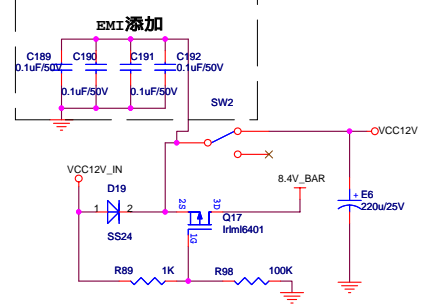 EMI添加
C189 C190 C191 C192
0.1uF/50V 0.1uF/50V
0.1uF/50V 0.1uF/50V
SW2
VCC12V
VCC12V_IN
8.4V_BAR
D19
1 2
SS24
2S 3D
1G
Q17
Irlml6401
+ E6
220u/25V
R89 1K R98 100K